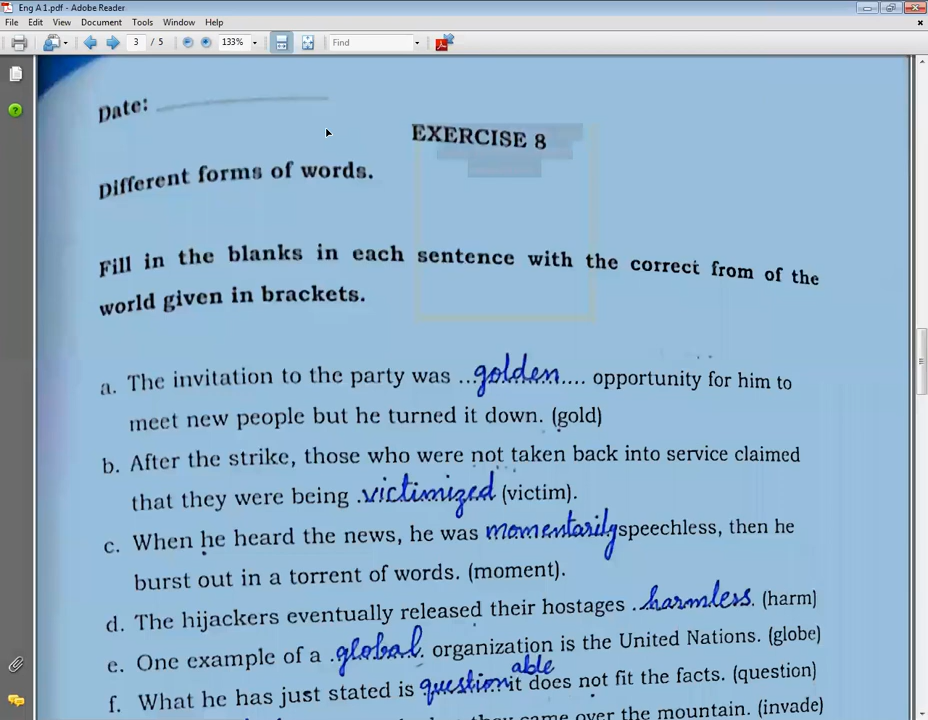 Eng A 1.pdf - Adobe Reader
File Edit View Document Tools Window Help
3 / 5 133% Find
Date:
EXERCISE 8
Different forms of words.
Fill in the blanks in each sentence with the correct from of the
world given in brackets.
a. The invitation to the party was ...golden.... opportunity for him to
meet new people but he turned it down. (gold)
b. After the strike, those who were not taken back into service claimed
that they were being .victimized (victim).
c. When he heard the news, he was momentarily speechless, then he
burst out in a torrent of words. (moment).
d. The hijackers eventually released their hostages .harmless. (harm)
e. One example of a .global. organization is the United Nations. (globe)
f. What he has just stated is questionable it does not fit the facts. (question)
they came over the mountain. (invade)